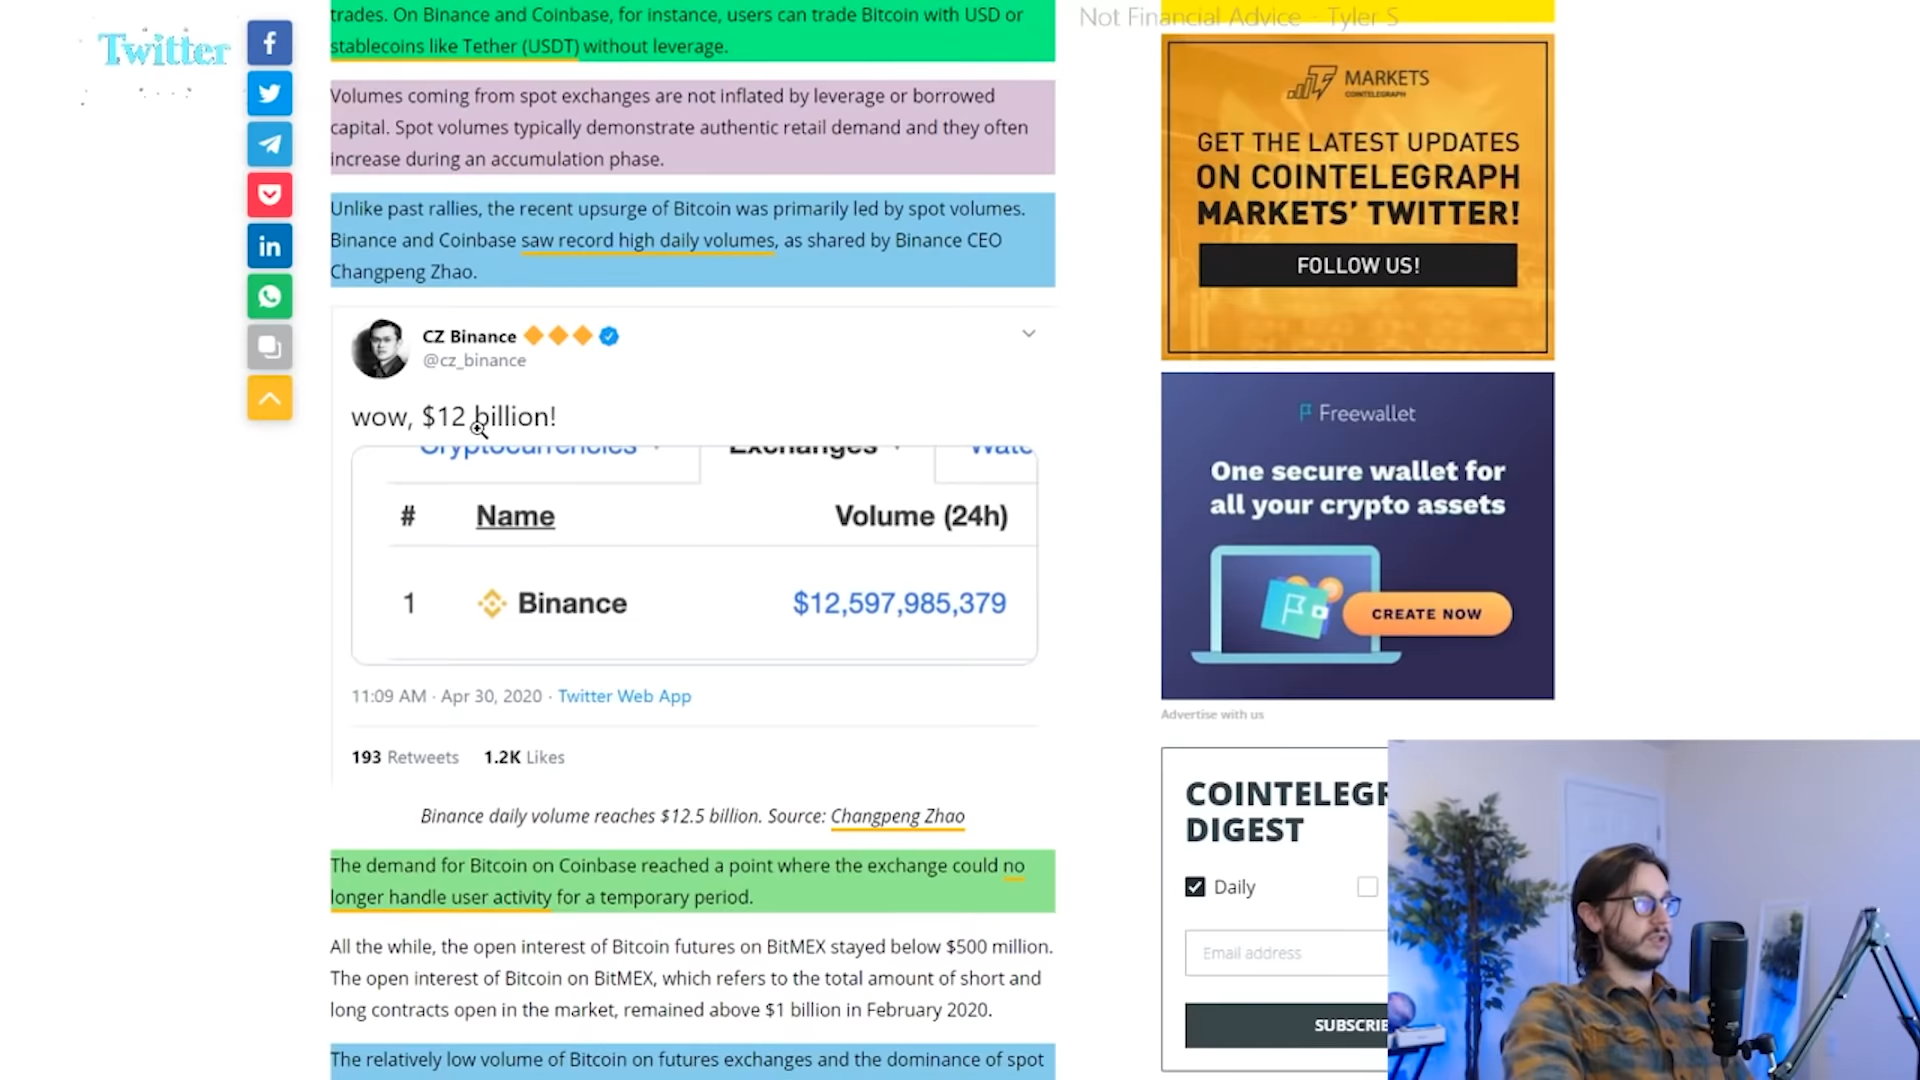 Twitter
trades. On Binance and Coinbase, for instance, users can trade Bitcoin with USD or
stablecoins like Tether (USDT) without leverage.
Volumes coming from spot exchanges are not inflated by leverage or borrowed
capital. Spot volumes typically demonstrate authentic retail demand and they often
increase during an accumulation phase.
Unlike past rallies, the recent upsurge of Bitcoin was primarily led by spot volumes.
Binance and Coinbase saw record high daily volumes, as shared by Binance CEO
Changpeng Zhao.
CZ Binance
@cz_binance
wow, $12 billion!
Cryptocurrencies Exchanges
# Name Volume (24h)
1 Binance $12,597,985,379
11:09 AM · Apr 30, 2020 · Twitter Web App
193 Retweets 1.2K Likes
Binance daily volume reaches $12.5 billion. Source: Changpeng Zhao
The demand for Bitcoin on Coinbase reached a point where the exchange could no
longer handle user activity for a temporary period.
All the while, the open interest of Bitcoin futures on BitMEX stayed below $500 million.
The open interest of Bitcoin on BitMEX, which refers to the total amount of short and
long contracts open in the market, remained above $1 billion in February 2020.
The relatively low volume of Bitcoin on futures exchanges and the dominance of spot
Not Financial Advice - Tyler S
MARKETS
COINTELEGRAPH
GET THE LATEST UPDATES
ON COINTELEGRAPH
MARKETS' TWITTER!
FOLLOW US!
Freewallet
One secure wallet for
all your crypto assets
CREATE NOW
Advertise with us
COINTELEGR
DIGEST
Daily
Email address
SUBSCRIE